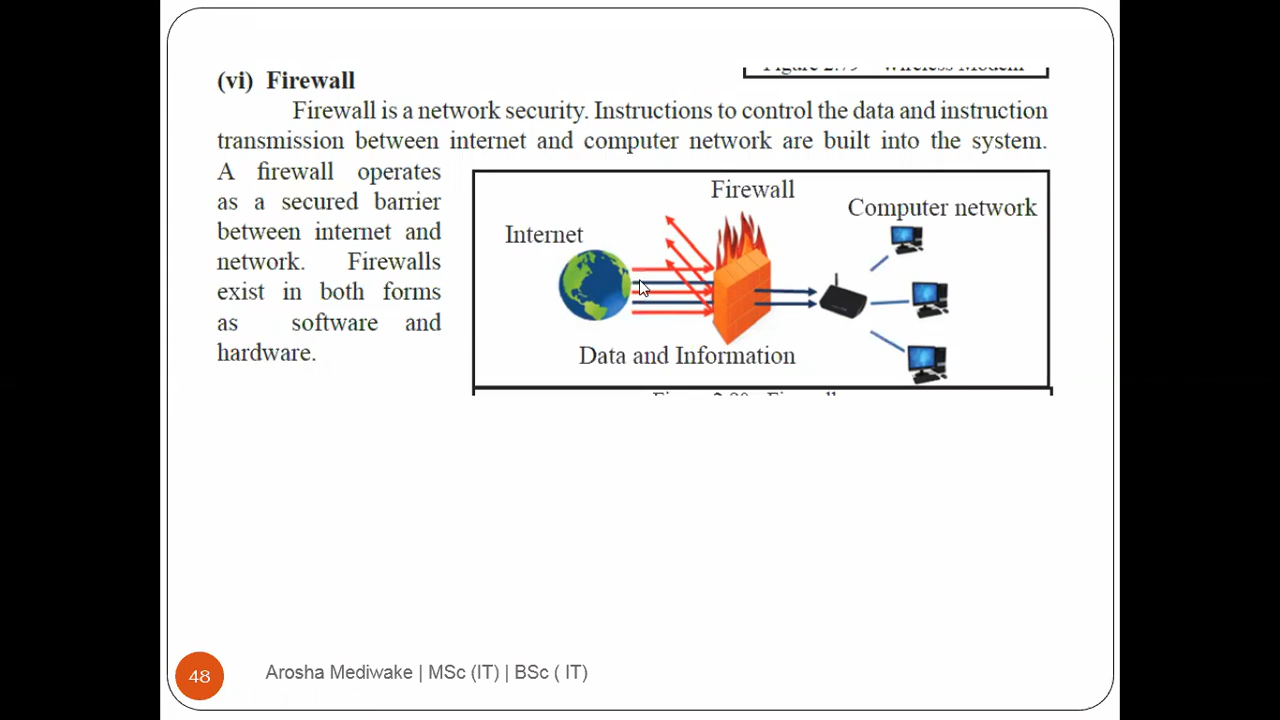 (vi) Firewall
Firewall is a network security. Instructions to control the data and instruction
transmission between internet and computer network are built into the system.
A firewall operates
as a secured barrier
between internet and
network. Firewalls
exist in both forms
as software and
hardware.
Firewall
Computer network
Internet
Data and Information
48
Arosha Mediwake | MSc (IT) | BSc ( IT)